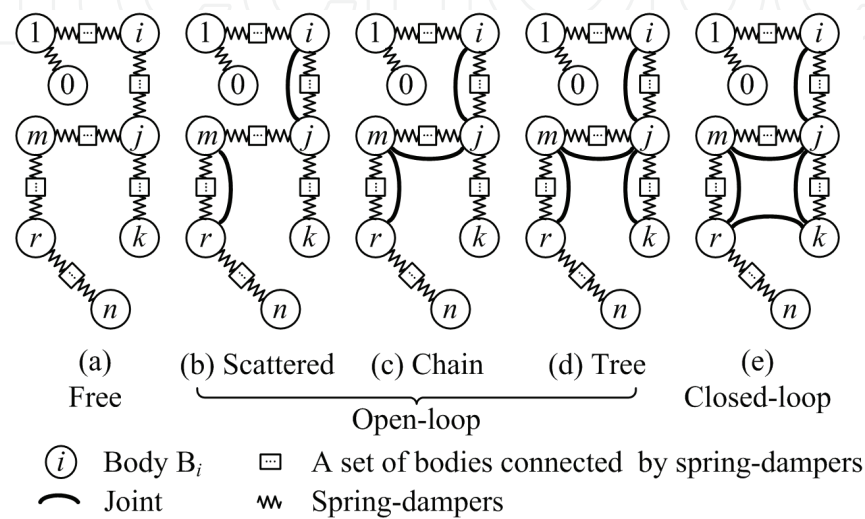 1 i 1 i 1 i 1 i 1 i
0 0 0 0 0
m j m j m j m j m j
r k r k r k r k r k
n n n n n
(a) (b) Scattered (c) Chain (d) Tree (e)
Free Closed-loop
Open-loop
i Body Bi A set of bodies connected by spring-dampers
Joint Spring-dampers